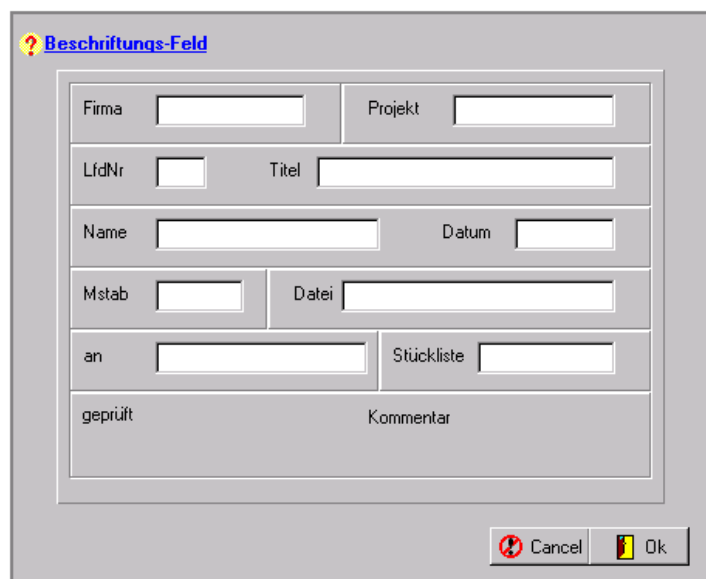 Beschriftungs-Feld
Firma Projekt
LfdNr Titel
Name Datum
Mstab Datei
an Stückliste
geprüft Kommentar
Cancel Ok